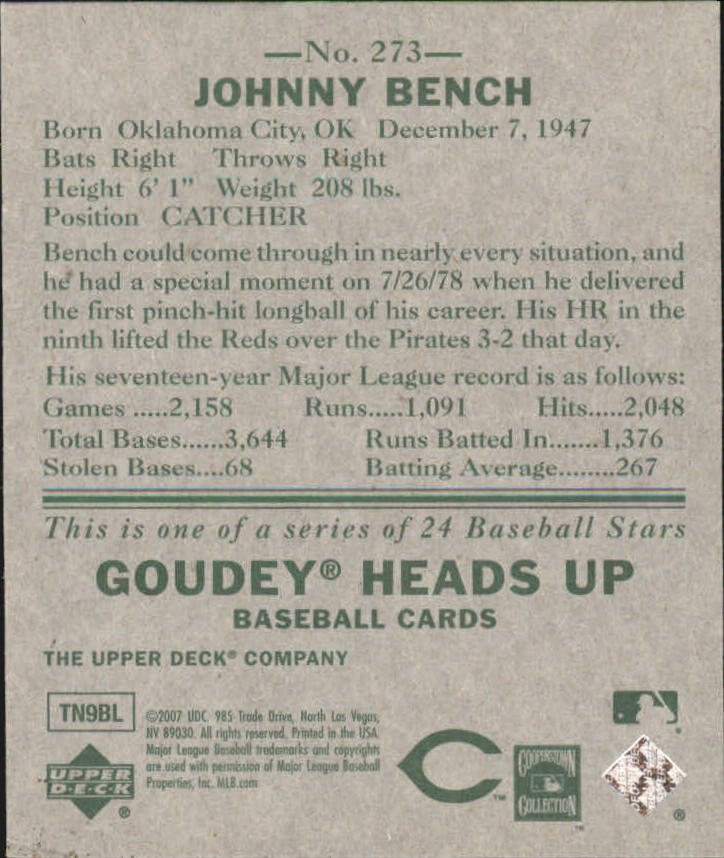 —No. 273—
JOHNNY BENCH
Born Oklahoma City, OK December 7, 1947
Bats Right Throws Right
Height 6' 1" Weight 208 lbs.
Position CATCHER
Bench could come through in nearly every situation, and
he had a special moment on 7/26/78 when he delivered
the first pinch-hit longball of his career. His HR in the
ninth lifted the Reds over the Pirates 3-2 that day.
His seventeen-year Major League record is as follows:
Games .....2,158 Runs.....1,091 Hits.....2,048
Total Bases......3,644 Runs Batted In.......1,376
Stolen Bases....68 Batting Average........267
This is one of a series of 24 Baseball Stars
GOUDEY® HEADS UP
BASEBALL CARDS
THE UPPER DECK® COMPANY
TN9BL
©2007 UDC, 985 Trade Drive, North Las Vegas,
NV 89030. All rights reserved. Printed in the USA
Major League Baseball trademarks and copyrights
are used with permission of Major League Baseball
Properties, Inc. MLB.com
UPPER
D·E·C·K
®
C
™
COOPERSTOWN
COLLECTION
™
®
®